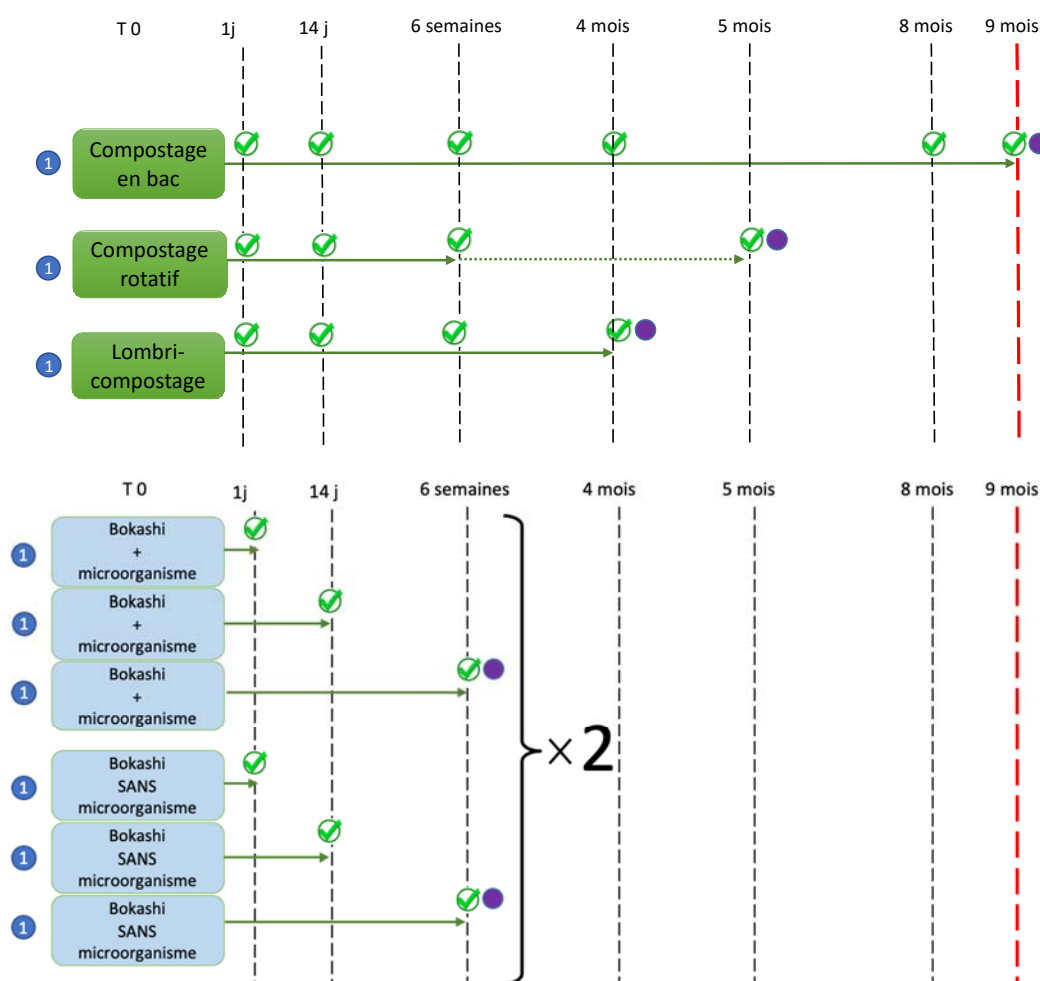 T 0 1j 14 j 6 semaines 4 mois 5 mois 8 mois 9 mois
1
Compostage
en bac
1
Compostage
rotatif
1
Lombri-
compostage
T 0 1j 14 j 6 semaines 4 mois 5 mois 8 mois 9 mois
1
Bokashi
+
microorganisme
1
Bokashi
+
microorganisme
1
Bokashi
+
microorganisme
× 2
1
Bokashi
SANS
microorganisme
1
Bokashi
SANS
microorganisme
1
Bokashi
SANS
microorganisme